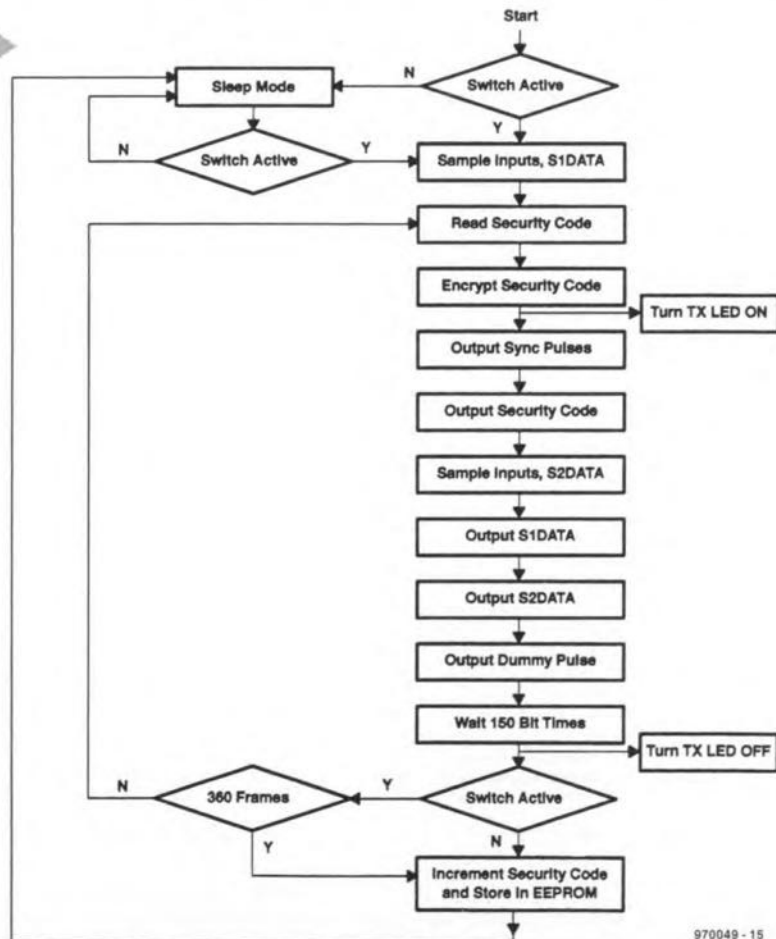 Start
N
Sleep Mode
Switch Active
Y
N
Switch Active
Y
Sample Inputs, S1DATA
Read Security Code
Encrypt Security Code
Turn TX LED ON
Output Sync Pulses
Output Security Code
Sample Inputs, S2DATA
Output S1DATA
Output S2DATA
Output Dummy Pulse
Wait 150 Bit Times
Turn TX LED OFF
N
360 Frames
Y
Switch Active
Y
N
Increment Security Code
and Store in EEPROM
970049 - 15